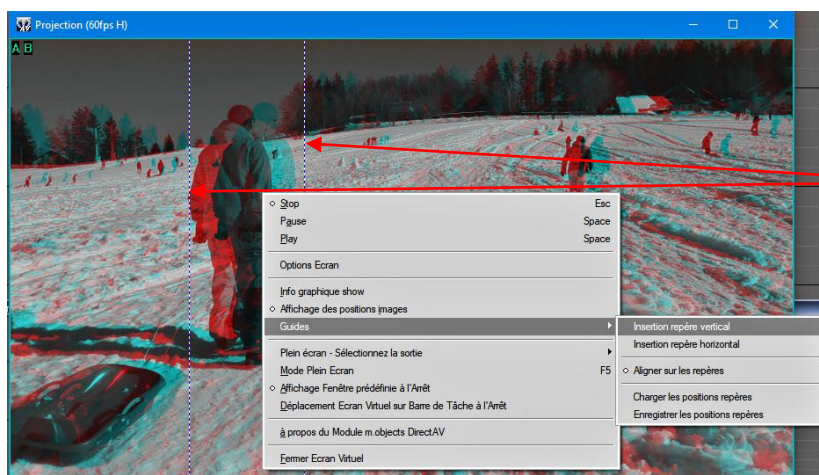 Projection (60fps H)
A B
Stop Esc
Pause Space
Play Space
Options Ecran
Info graphique show
Affichage des positions images
Guides
Plein écran - Sélectionnez la sortie
Mode Plein Ecran F5
Affichage Fenêtre prédéfinie à l'Arrêt
Déplacement Ecran Virtuel sur Barre de Tâche à l'Arrêt
à propos du Module m.objects DirectAV
Fermer Ecran Virtuel
Insertion repère vertical
Insertion repère horizontal
Aligner sur les repères
Charger les positions repères
Enregistrer les positions repères